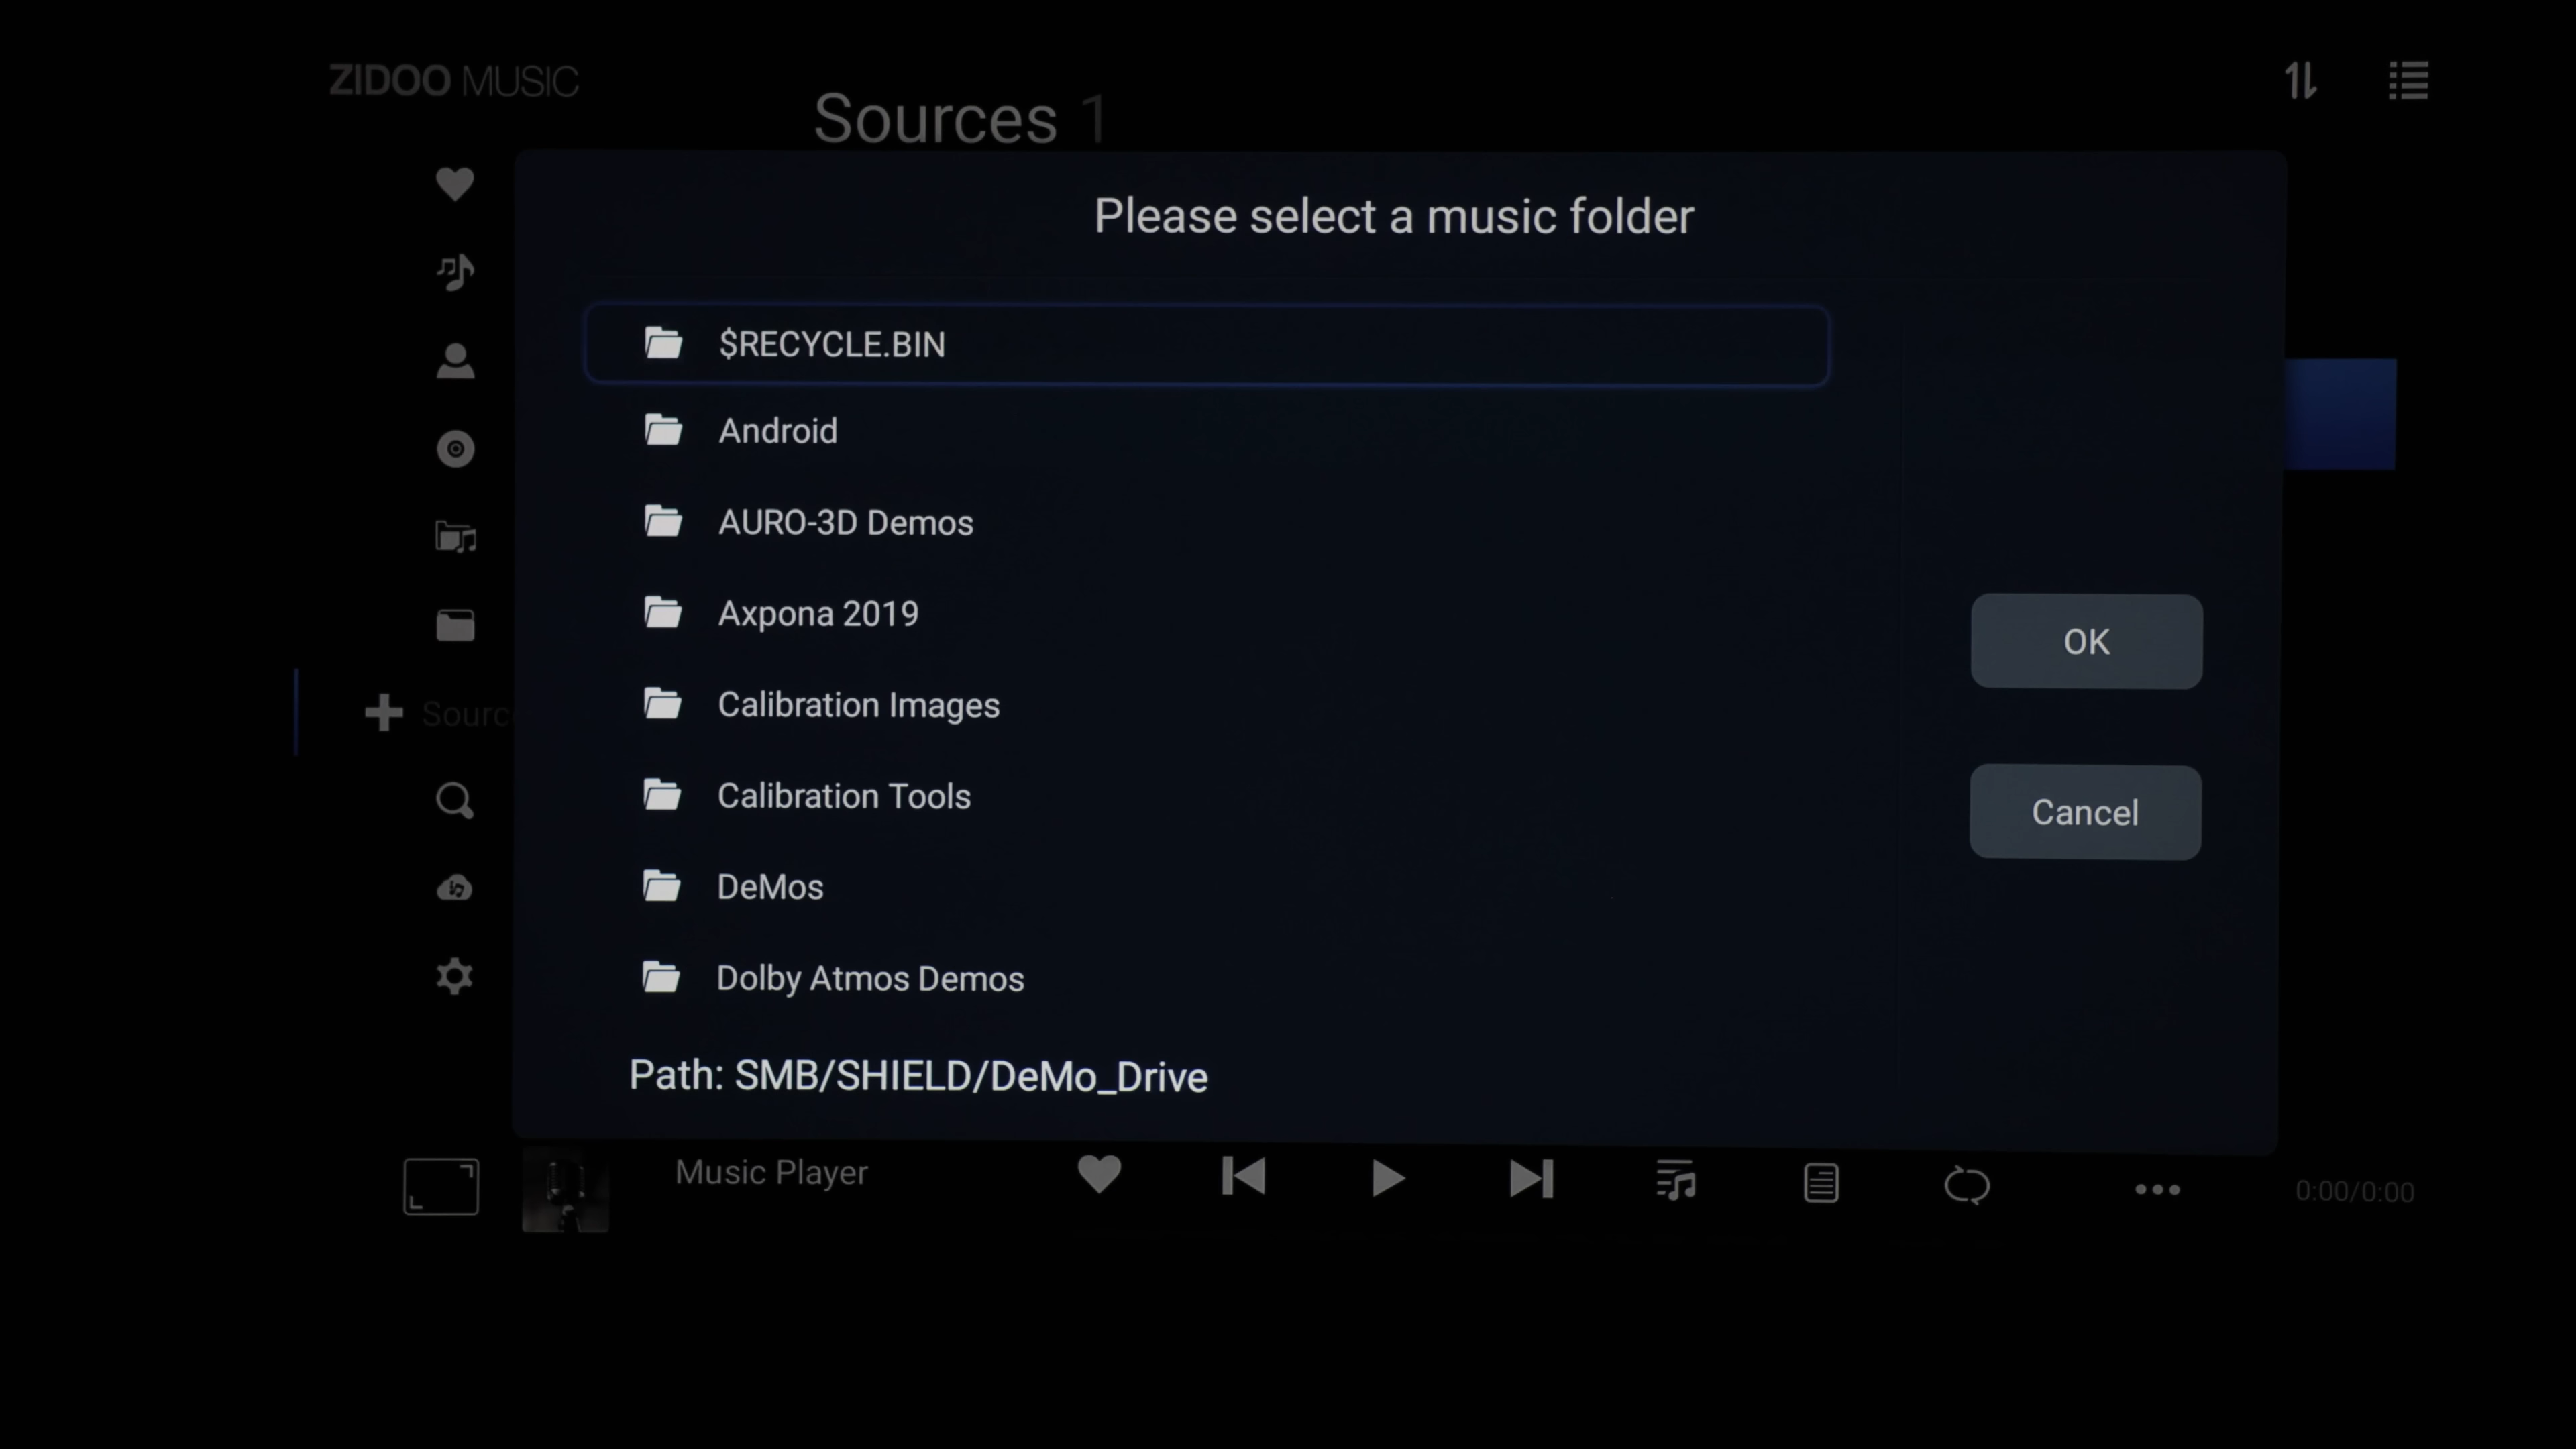 ZIDOO MUSIC
Sources 1
Please select a music folder
$RECYCLE.BIN
Android
AURO-3D Demos
Axpona 2019
Calibration Images
OK
Sourc
Calibration Tools
Cancel
DeMos
Dolby Atmos Demos
Path: SMB/SHIELD/DeMo_Drive
Music Player
0:00/0:00